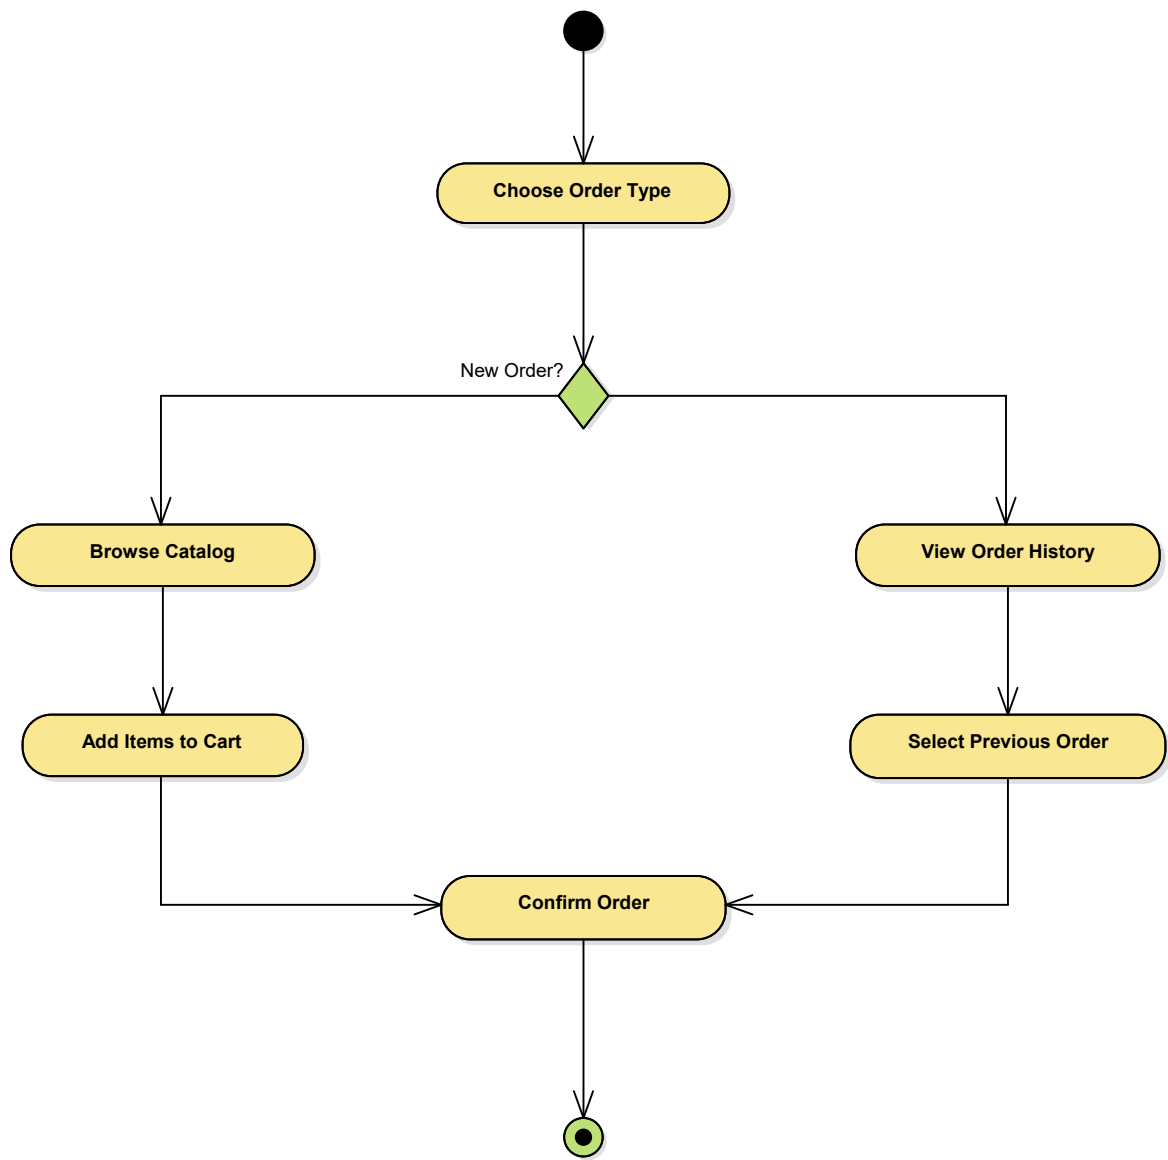 Choose Order Type
New Order?
Browse Catalog
View Order History
Add Items to Cart
Select Previous Order
Confirm Order